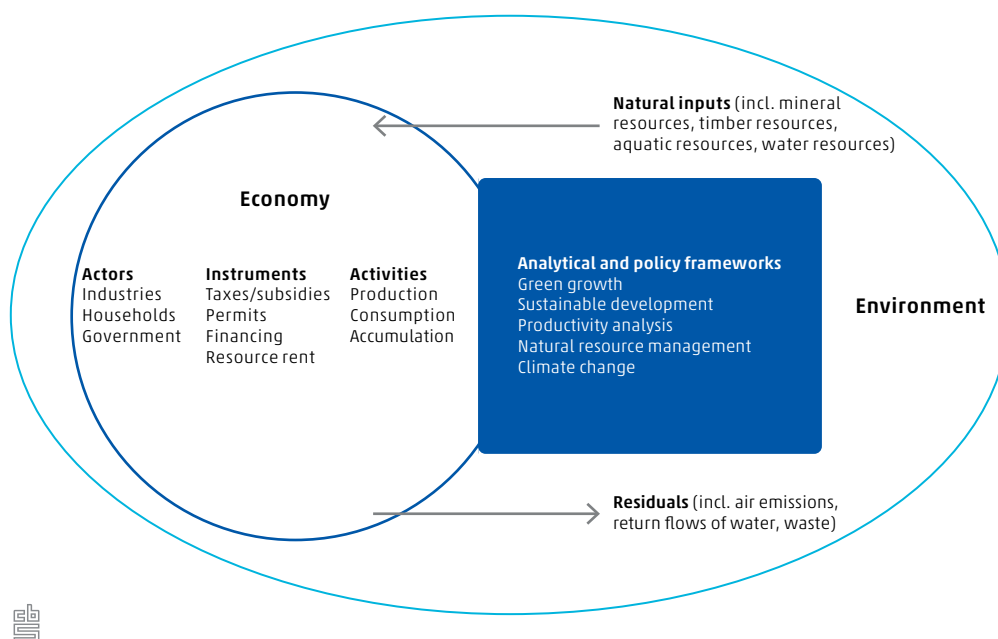 Natural inputs (incl. mineral
resources, timber resources,
aquatic resources, water resources)
Economy
Actors
Industries
Households
Government
Instruments
Taxes/subsidies
Permits
Financing
Resource rent
Activities
Production
Consumption
Accumulation
Analytical and policy frameworks
Green growth
Sustainable development
Productivity analysis
Natural resource management
Climate change
Environment
Residuals (incl. air emissions,
return flows of water, waste)
cbs